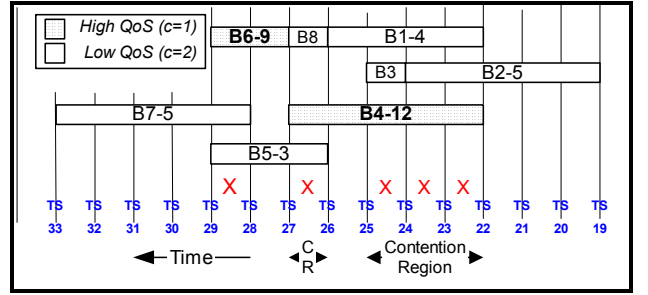 High QoS (c=1)
Low QoS (c=2)
B6-9 B8 B1-4
B3 B2-5
B7-5 B4-12
B5-3
X X X X X
TS TS TS TS TS TS TS TS TS TS TS TS TS TS TS
33 32 31 30 29 28 27 26 25 24 23 22 21 20 19
Time C R Contention
Region